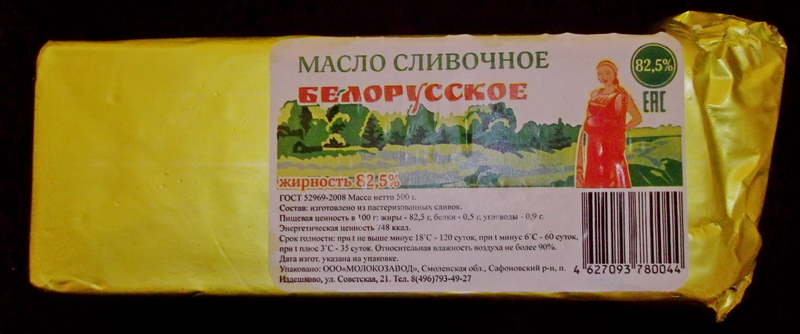 МАСЛО СЛИВОЧНОЕ
БЕЛОРУССКОЕ
82,5%
ЕАС
жирность 82,5%
ГОСТ 52969-2008 Масса нетто 500 г.
Состав: изготовлено из пастеризованных сливок.
Пищевая ценность в 100 г: жиры - 82,5 г, белки - 0,5 г, углеводы - 0,9 г.
Энергетическая ценность 748 ккал.
Срок годности: при t не выше минус 18˚С - 120 суток, при t минус 6˚С - 60 суток,
при t плюс 3˚С - 35 суток. Относительная влажность воздуха не более 90%.
Дата изгот. указана на упаковке.
Упаковано: ООО«МОЛОКОЗАВОД», Смоленская обл., Сафоновский р-н, п.
Издешково, ул. Советская, 21. Тел. 8(496)793-49-27
4 627093 780044